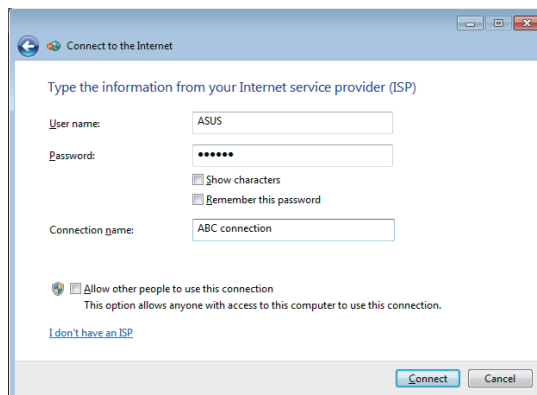 Connect to the Internet
Type the information from your Internet service provider (ISP)
User name:
ASUS
Password:
••••••
Show characters
Remember this password
Connection name:
ABC connection
Allow other people to use this connection
This option allows anyone with access to this computer to use this connection.
I don't have an ISP
Connect
Cancel